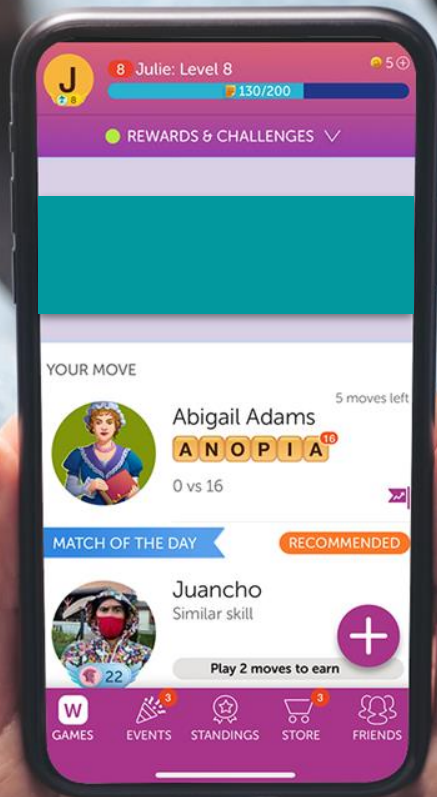 J
8
8 Julie: Level 8
5
130/200
REWARDS & CHALLENGES
YOUR MOVE
5 moves left
Abigail Adams
ANOPIA
16
0 vs 16
MATCH OF THE DAY
RECOMMENDED
Juancho
Similar skill
22
Play 2 moves to earn
W
3
3
GAMES
EVENTS
STANDINGS
STORE
FRIENDS